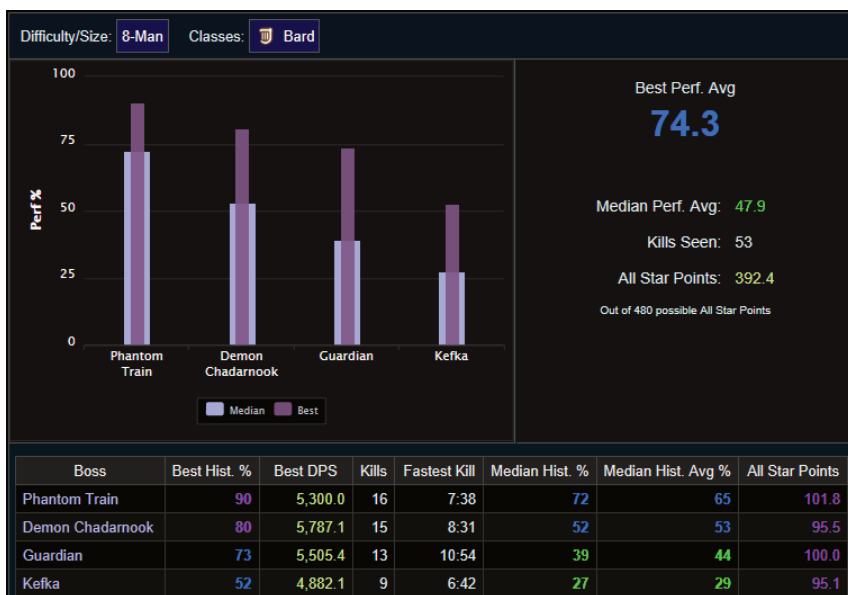 Difficulty/Size: 8-Man Classes: Bard
100
75
50
25
0
Perf %
Phantom Train
Demon Chadarnook
Guardian
Kefka
Median Best
Best Perf. Avg
74.3
Median Perf. Avg: 47.9
Kills Seen: 53
All Star Points: 392.4
Out of 480 possible All Star Points
Boss Best Hist. % Best DPS Kills Fastest Kill Median Hist. % Median Hist. Avg % All Star Points
Phantom Train 90 5,300.0 16 7:38 72 65 101.8
Demon Chadarnook 80 5,787.1 15 8:31 52 53 95.5
Guardian 73 5,505.4 13 10:54 39 44 100.0
Kefka 52 4,882.1 9 6:42 27 29 95.1